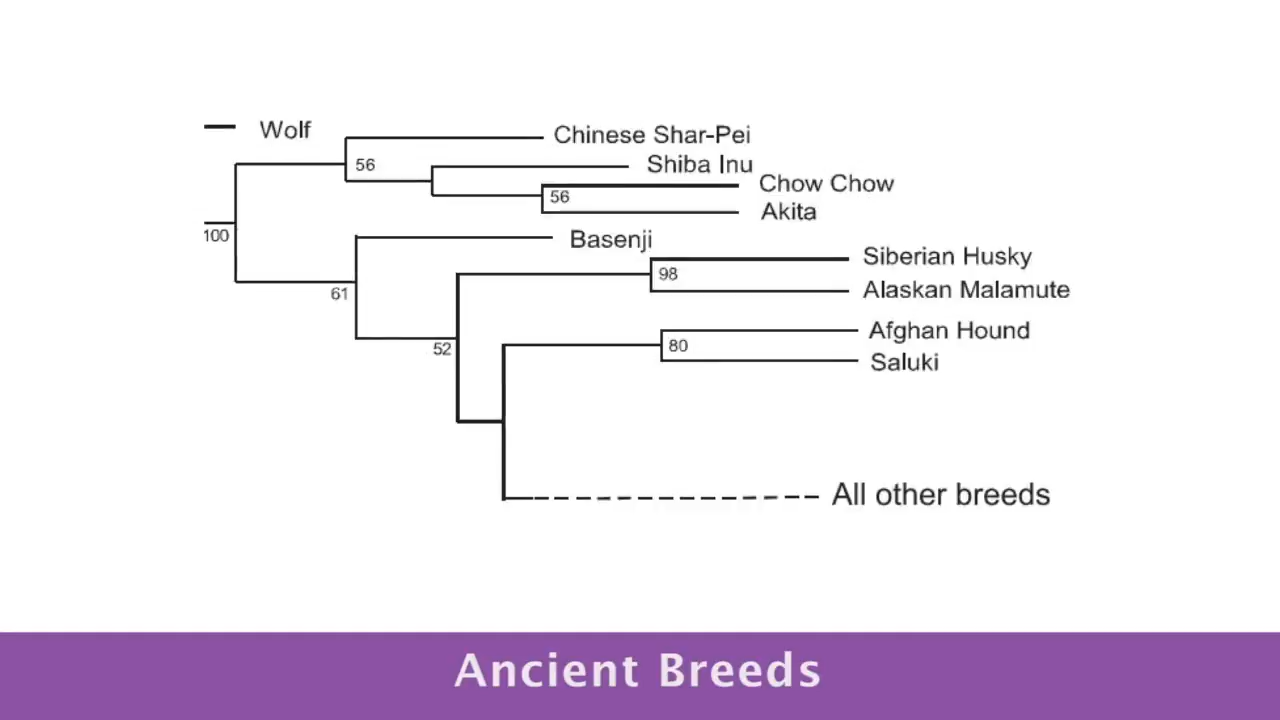 Wolf
Chinese Shar-Pei
56
Shiba Inu
Chow Chow
56
Akita
100
Basenji
Siberian Husky
98
Alaskan Malamute
61
Afghan Hound
52
80
Saluki
All other breeds
Ancient Breeds